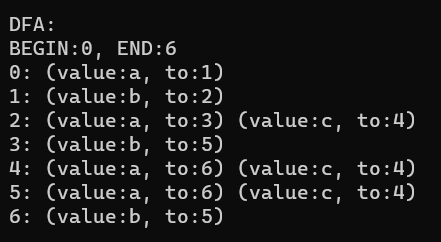 DFA:
BEGIN:0, END:6
0: (value:a, to:1)
1: (value:b, to:2)
2: (value:a, to:3) (value:c, to:4)
3: (value:b, to:5)
4: (value:a, to:6) (value:c, to:4)
5: (value:a, to:6) (value:c, to:4)
6: (value:b, to:5)